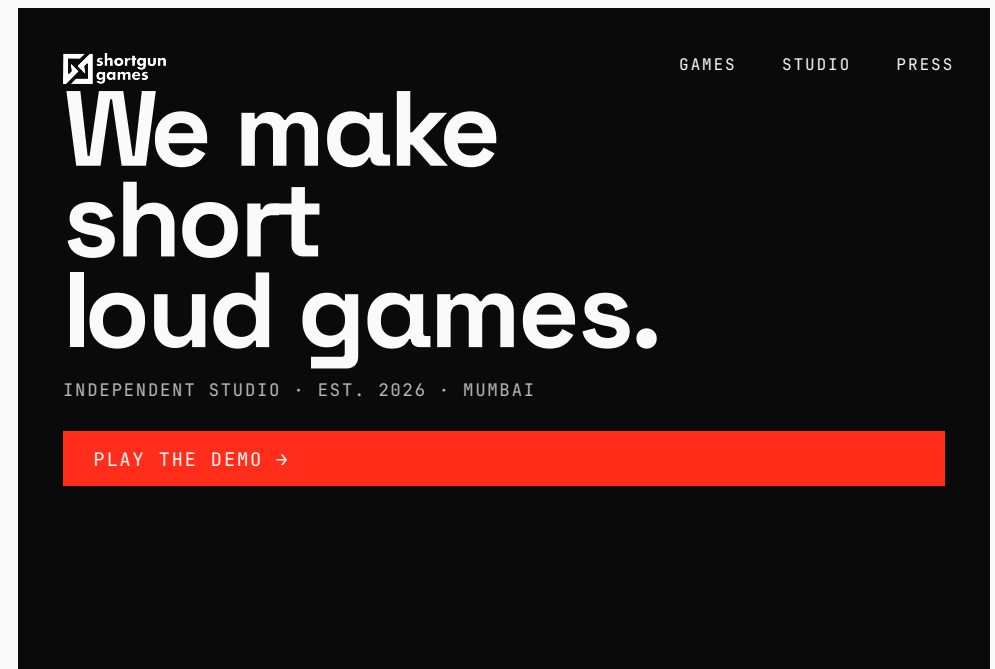 shortgun
games
GAMES STUDIO PRESS
We make
short
loud games.
INDEPENDENT STUDIO · EST. 2026 · MUMBAI
PLAY THE DEMO →